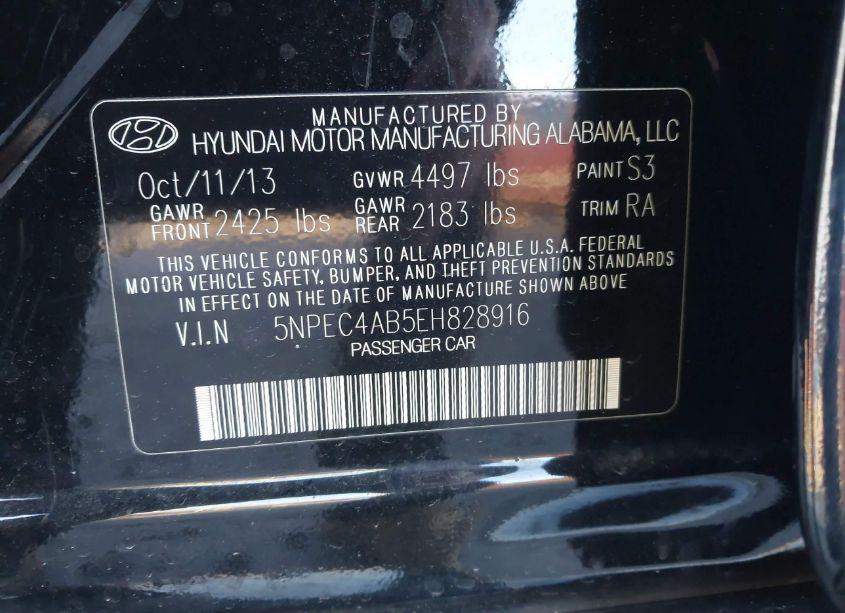 MANUFACTURED BY
HYUNDAI MOTOR MANUFACTURING ALABAMA, LLC
Oct/11/13 GVWR 4497 lbs PAINT S3
GAWR FRONT 2425 lbs GAWR REAR 2183 lbs TRIM RA
THIS VEHICLE CONFORMS TO ALL APPLICABLE U.S.A. FEDERAL
MOTOR VEHICLE SAFETY, BUMPER, AND THEFT PREVENTION STANDARDS
IN EFFECT ON THE DATE OF MANUFACTURE SHOWN ABOVE
V.I.N 5NPEC4AB5EH828916
PASSENGER CAR